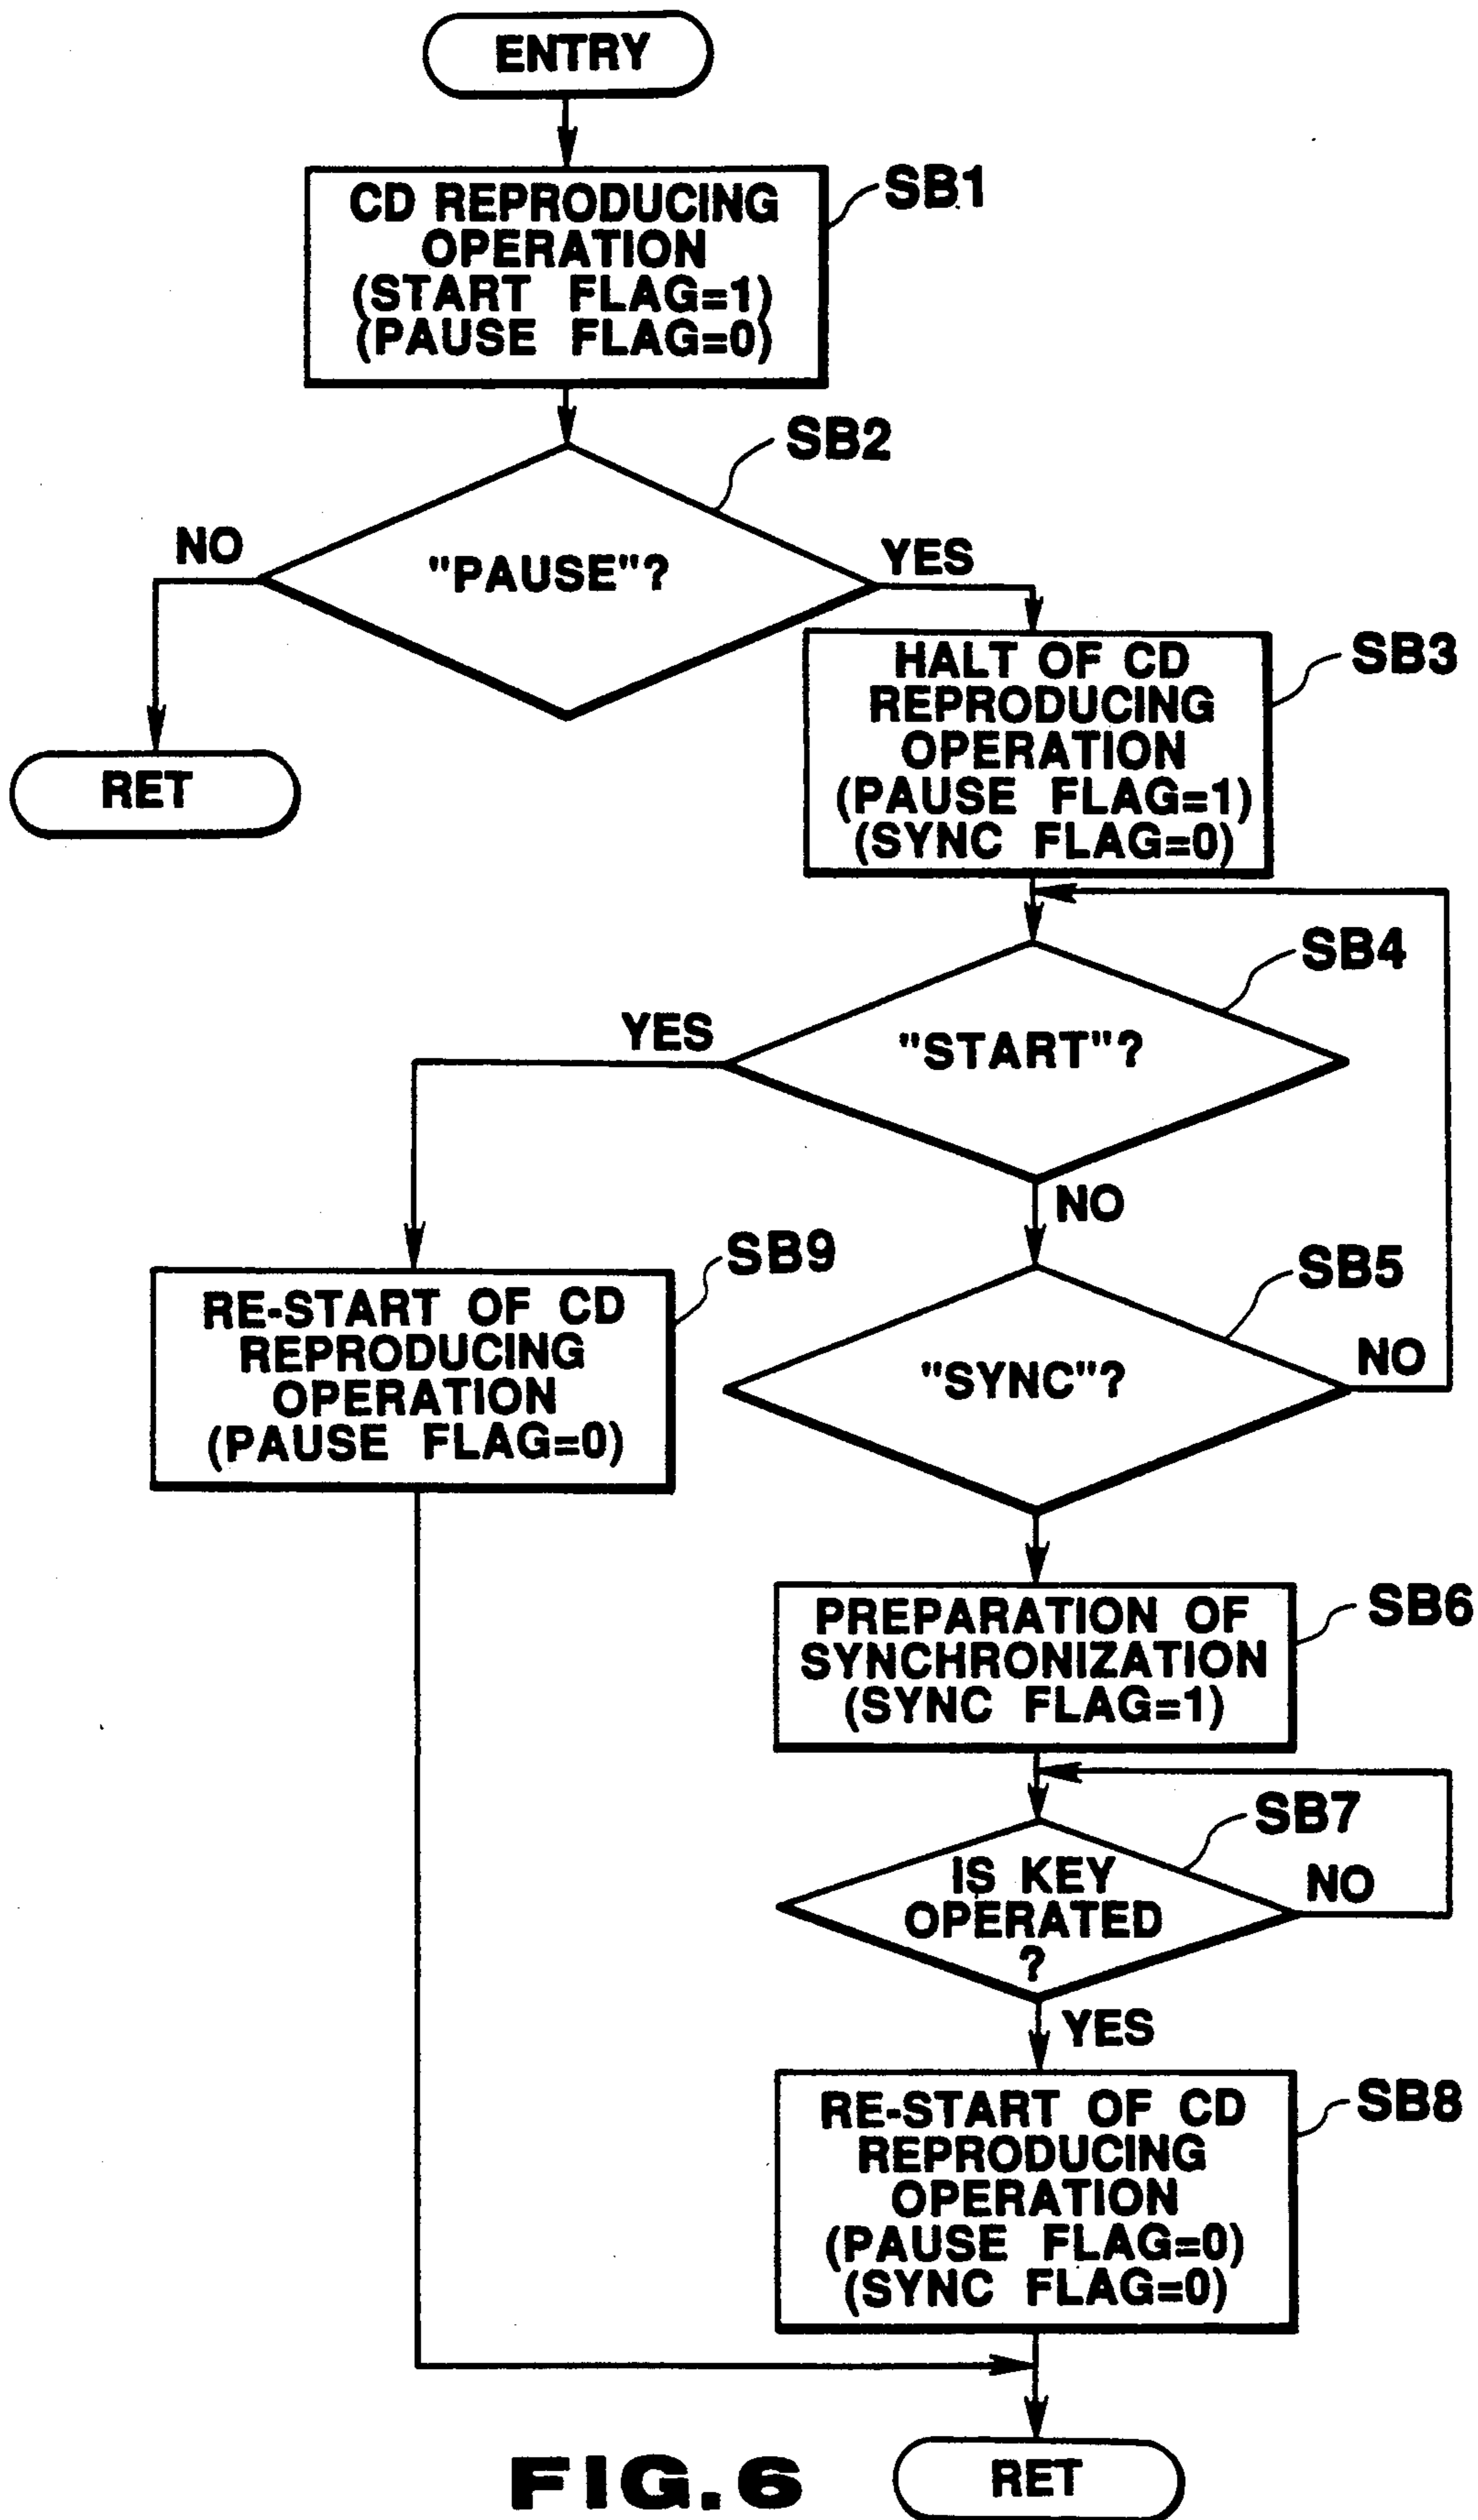 ENTRY
CD REPRODUCING
OPERATION
(START FLAG=1)
(PAUSE FLAG=0)
SB1
"PAUSE"?
SB2
NO
YES
RET
HALT OF CD
REPRODUCING
OPERATION
(PAUSE FLAG=1)
(SYNC FLAG=0)
SB3
"START"?
SB4
YES
NO
RE-START OF CD
REPRODUCING
OPERATION
(PAUSE FLAG=0)
SB9
"SYNC"?
SB5
NO
PREPARATION OF
SYNCHRONIZATION
(SYNC FLAG=1)
SB6
IS KEY
OPERATED
?
SB7
NO
YES
RE-START OF CD
REPRODUCING
OPERATION
(PAUSE FLAG=0)
(SYNC FLAG=0)
SB8
RET
FIG.6